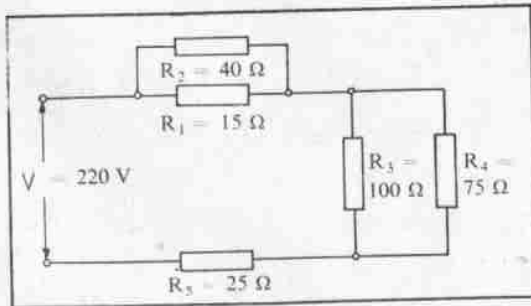 R₂ = 40 Ω
R₁ = 15 Ω
V = 220 V
R₃ = 100 Ω
R₄ = 75 Ω
R₅ = 25 Ω